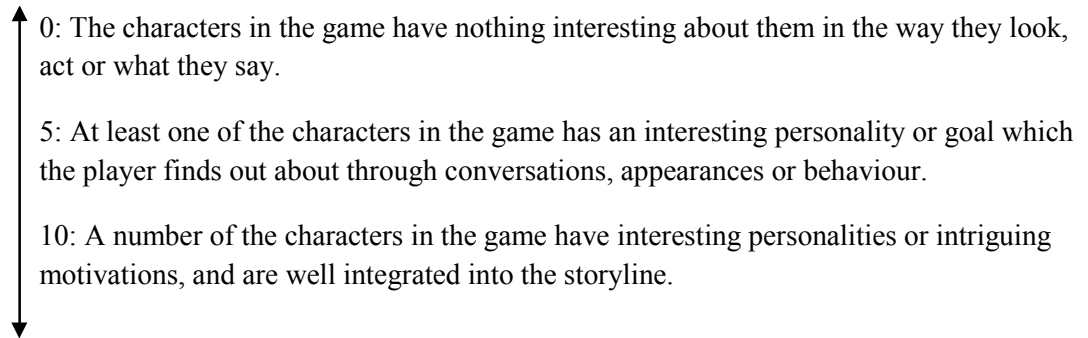 0: The characters in the game have nothing interesting about them in the way they look,
act or what they say.
5: At least one of the characters in the game has an interesting personality or goal which
the player finds out about through conversations, appearances or behaviour.
10: A number of the characters in the game have interesting personalities or intriguing
motivations, and are well integrated into the storyline.